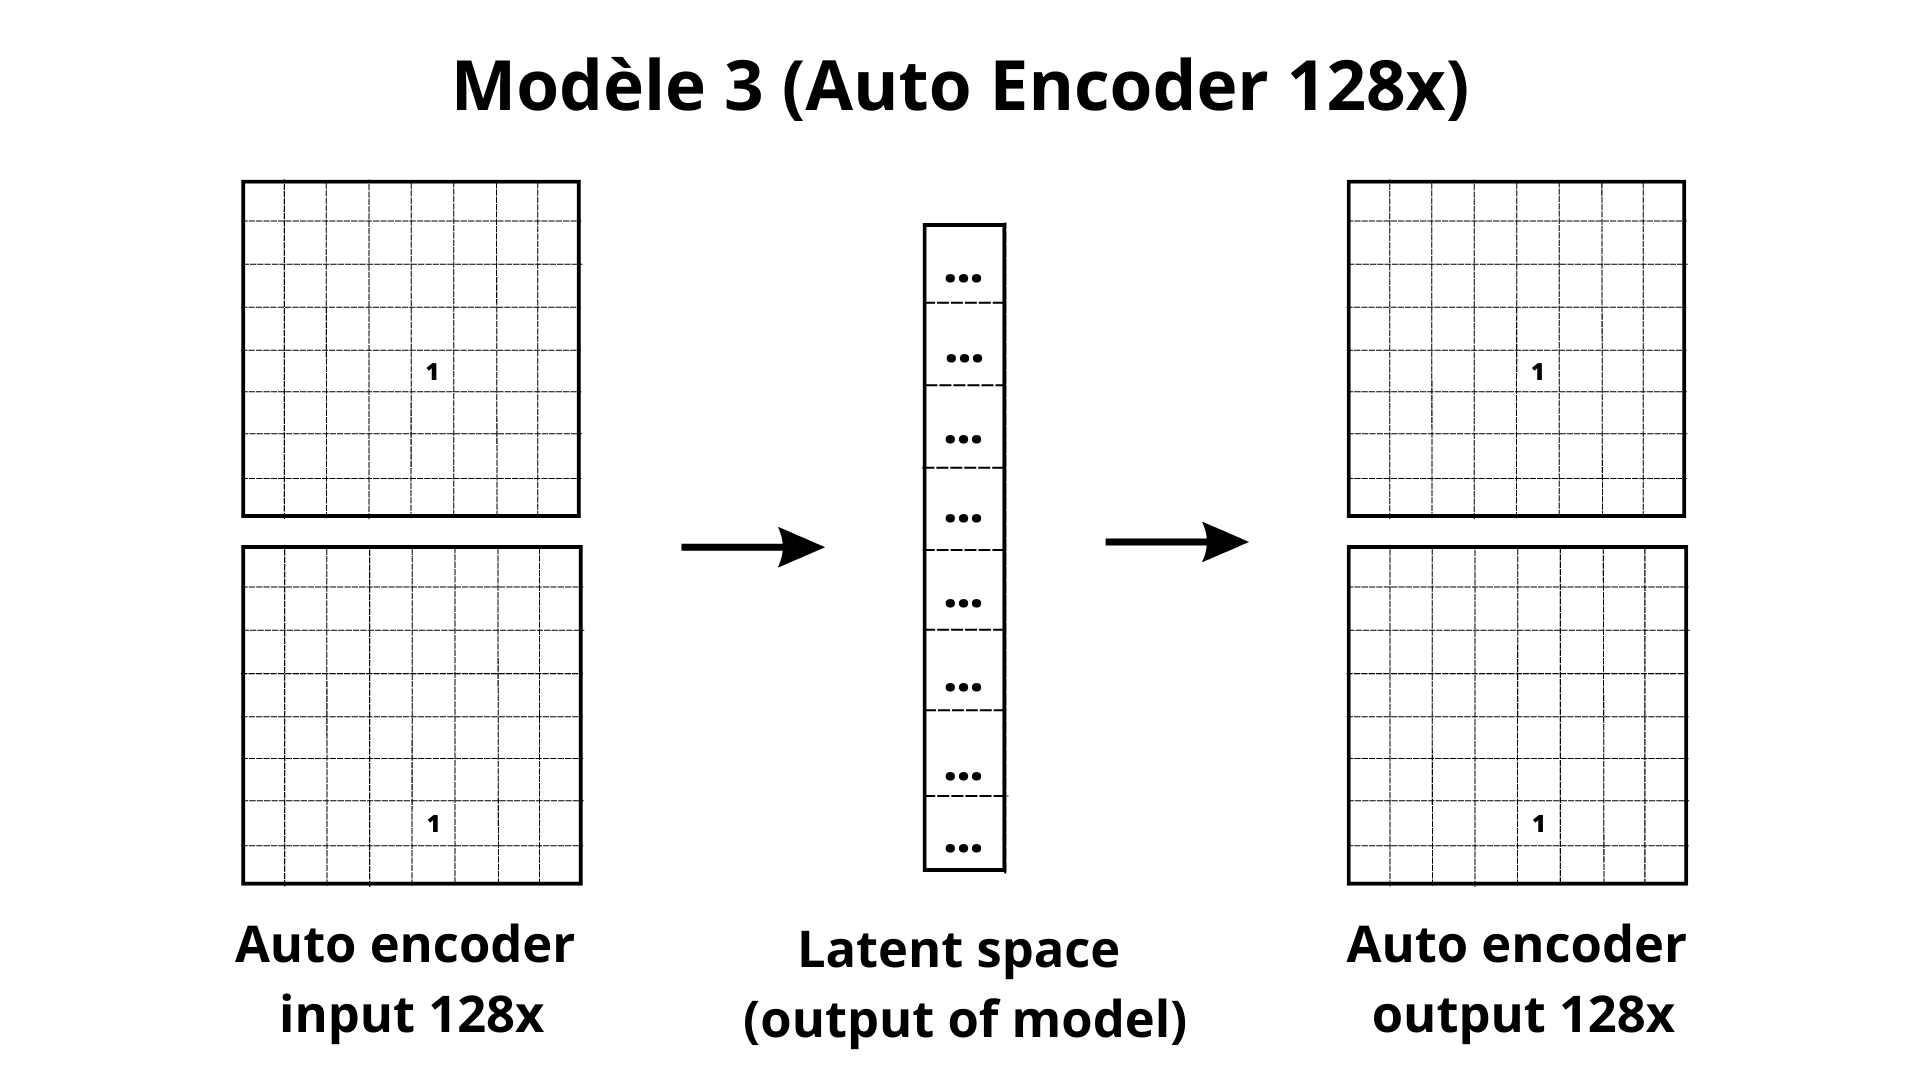 Modèle 3 (Auto Encoder 128x)
1
1
...
...
...
...
...
...
...
...
1
1
Auto encoder
input 128x
Latent space
(output of model)
Auto encoder
output 128x